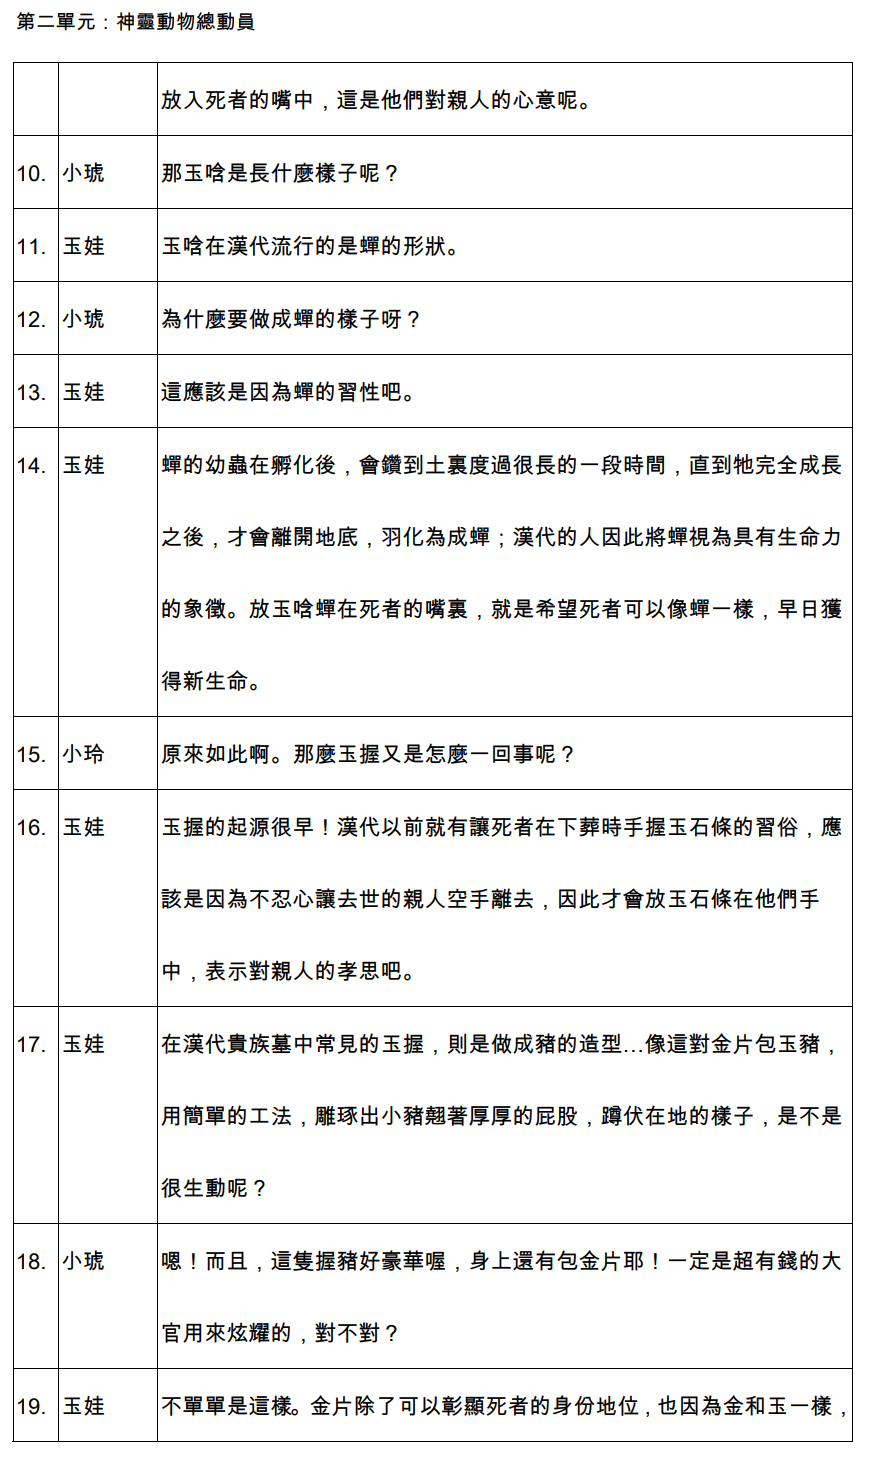 第二單元：神靈動物總動員
放入死者的嘴中，這是他們對親人的心意呢。
10. 小琥 那玉唅是長什麼樣子呢？
11. 玉娃 玉唅在漢代流行的是蟬的形狀。
12. 小琥 為什麼要做成蟬的樣子呀？
13. 玉娃 這應該是因為蟬的習性吧。
14. 玉娃 蟬的幼蟲在孵化後，會鑽到土裏度過很長的一段時間，直到牠完全成長
之後，才會離開地底，羽化為成蟬；漢代的人因此將蟬視為具有生命力
的象徵。放玉唅蟬在死者的嘴裏，就是希望死者可以像蟬一樣，早日獲
得新生命。
15. 小玲 原來如此啊。那麼玉握又是怎麼一回事呢？
16. 玉娃 玉握的起源很早！漢代以前就有讓死者在下葬時手握玉石條的習俗，應
該是因為不忍心讓去世的親人空手離去，因此才會放玉石條在他們手
中，表示對親人的孝思吧。
17. 玉娃 在漢代貴族墓中常見的玉握，則是做成豬的造型…像這對金片包玉豬，
用簡單的工法，雕琢出小豬翹著厚厚的屁股，蹲伏在地的樣子，是不是
很生動呢？
18. 小琥 嗯！而且，這隻握豬好豪華喔，身上還有包金片耶！一定是超有錢的大
官用來炫耀的，對不對？
19. 玉娃 不單單是這樣。金片除了可以彰顯死者的身份地位，也因為金和玉一樣，